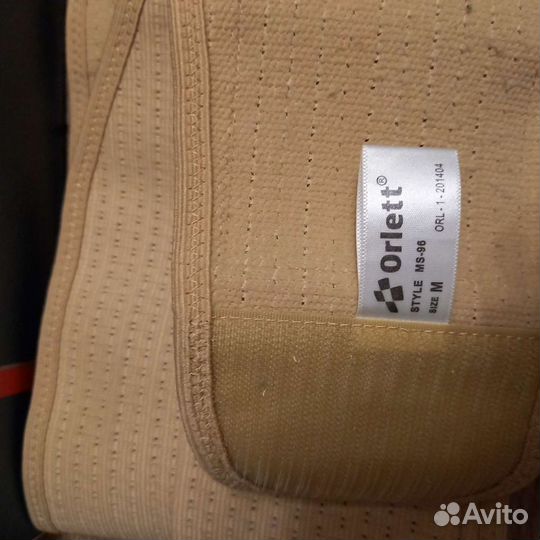 Orlett®
STYLE MS-96
SIZE M
ORL-1-201404
Avito